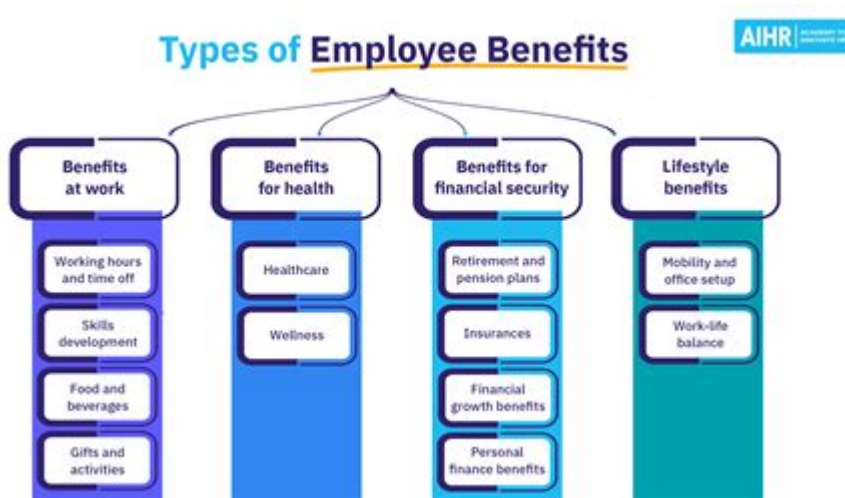 Types of Employee Benefits
AIHR
Benefits
at work
Working hours
and time off
Skills
development
Food and
beverages
Gifts and
activities
Benefits
for health
Healthcare
Wellness
Benefits for
financial security
Retirement and
pension plans
Insurances
Financial
growth benefits
Personal
finance benefits
Lifestyle
benefits
Mobility and
office setup
Work-life
balance